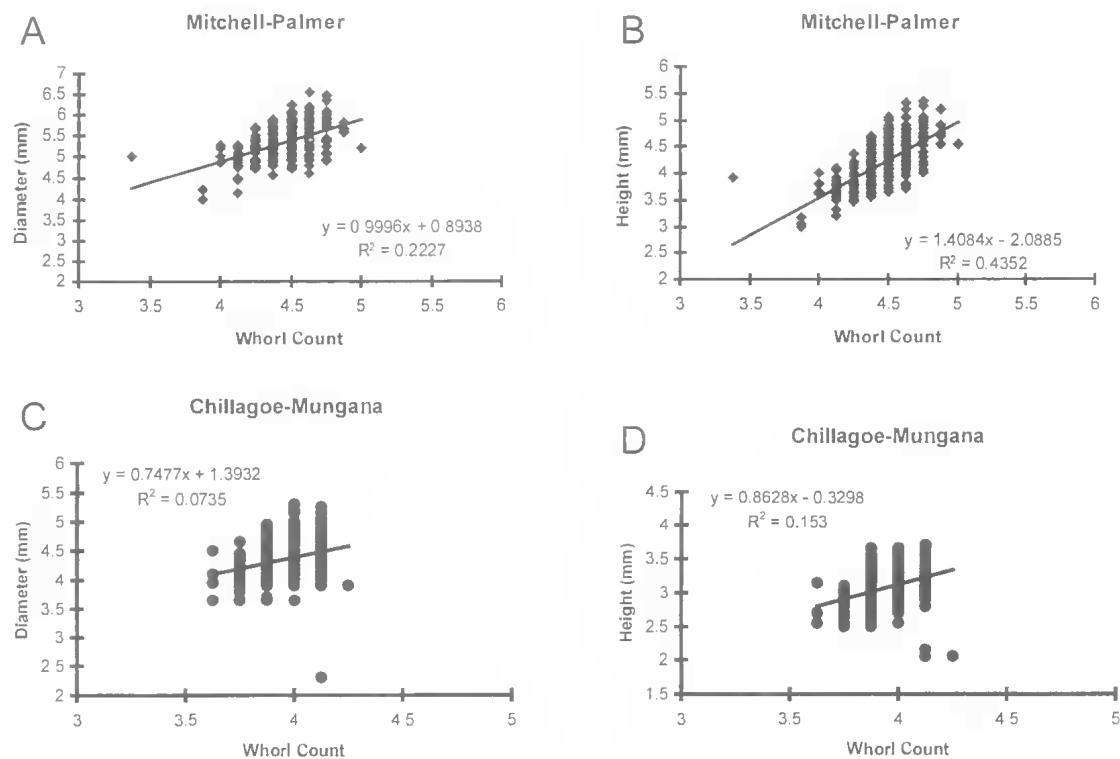 A
Mitchell-Palmer
7
6.5
6
5.5
5
4.5
4
3.5
3
2.5
2
Diameter (mm)
y = 0 9996x + 0 8938
R² = 0.2227
3
3.5
4
4.5
5
5.5
6
Whorl Count
B
Mitchell-Palmer
6
5.5
5
4.5
4
3.5
3
2.5
2
Height (mm)
y = 1.4084x - 2.0885
R² = 0.4352
3
3.5
4
4.5
5
5.5
6
Whorl Count
C
Chillagoe-Mungana
6
5.5
5
4.5
4
3.5
3
2.5
2
Diameter (mm)
y = 0.7477x + 1.3932
R² = 0.0735
3
3.5
4
4 5
5
Whorl Count
D
Chillagoe-Mungana
4.5
4
3.5
3
2.5
2
1.5
Height (mm)
y = 0.8628x - 0.3298
R² = 0.153
3
3.5
4
4 5
5
Whorl Count